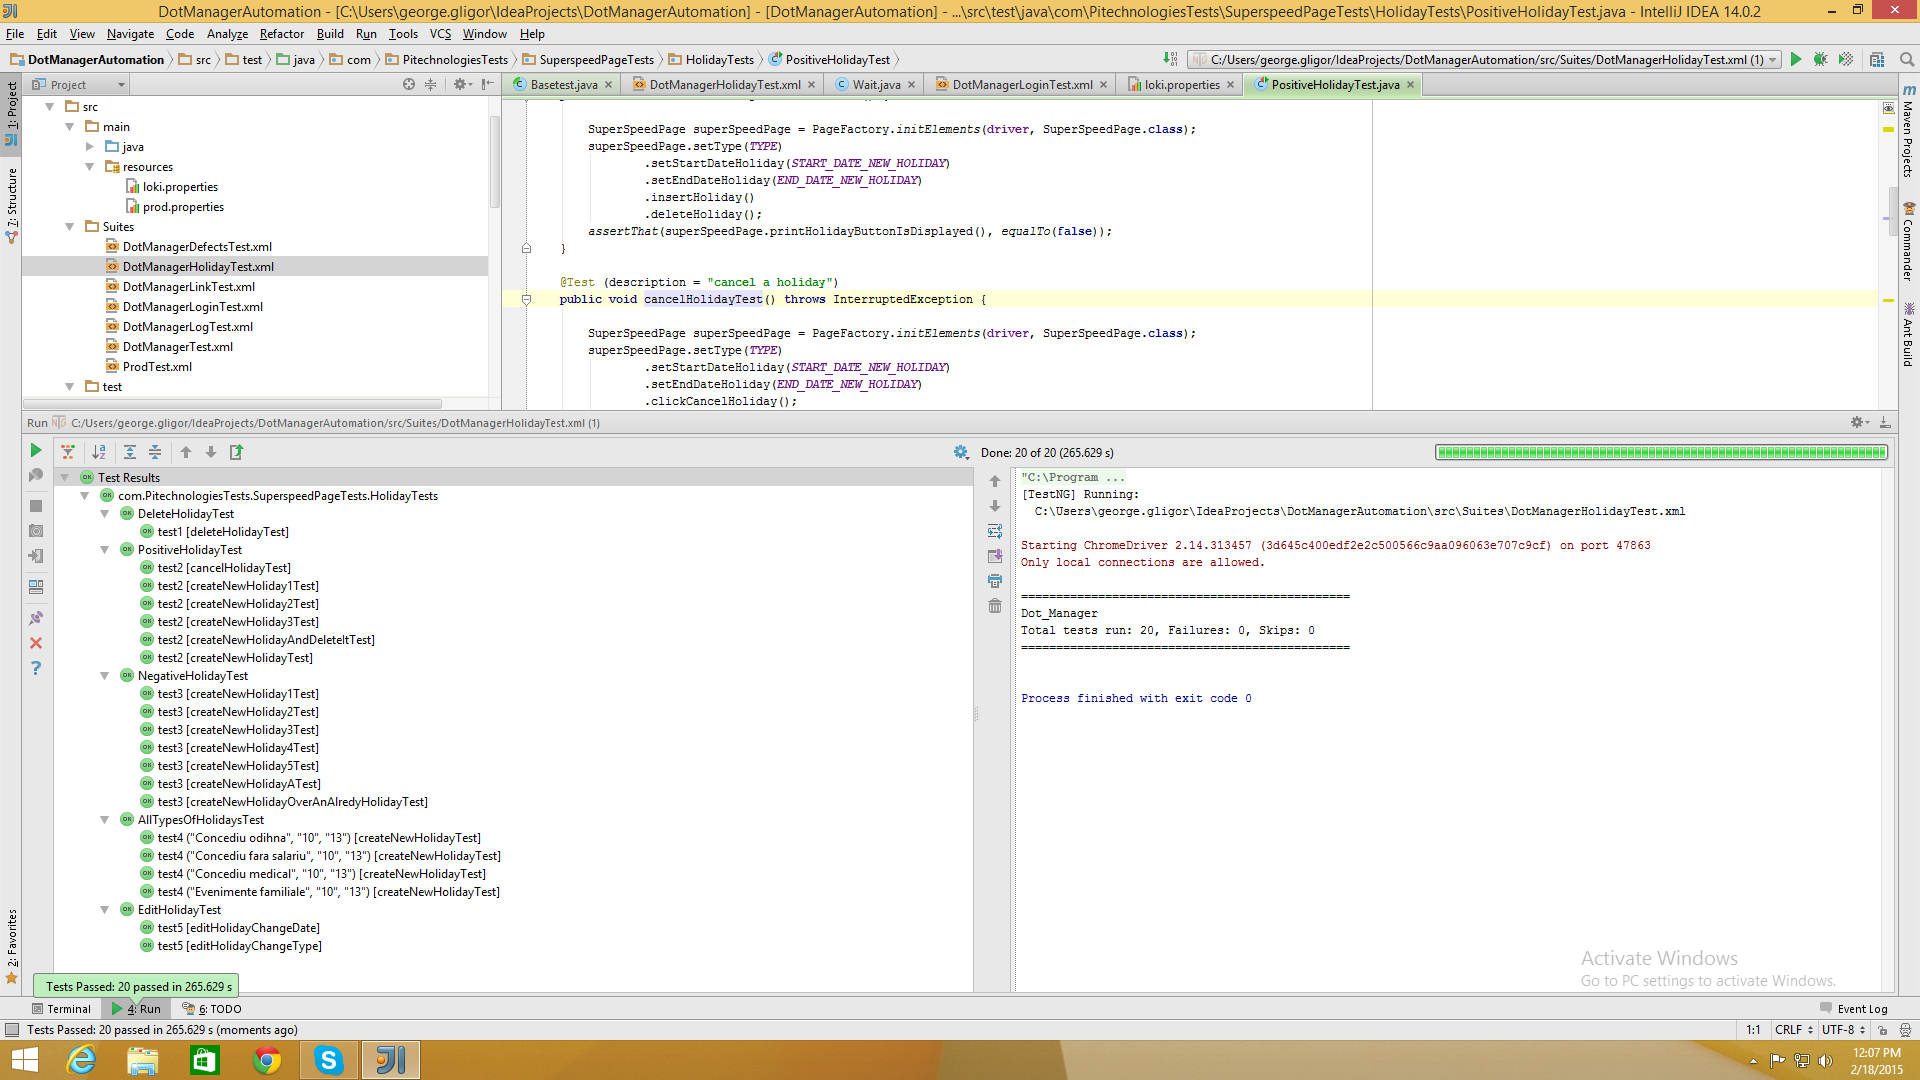 DotManagerAutomation - [C:\Users\george.gligor\IdeaProjects\DotManagerAutomation] - [DotManagerAutomation] - ...\src\test\java\com\PitechnologiesTests\SuperspeedPageTests\HolidayTests\PositiveHolidayTest.java - IntelliJ IDEA 14.0.2
File Edit View Navigate Code Analyze Refactor Build Run Tools VCS Window Help
DotManagerAutomation src test java com PitechnologiesTests SuperspeedPageTests HolidayTests PositiveHolidayTest
C:/Users/george.gligor/IdeaProjects/DotManagerAutomation/src/Suites/DotManagerHolidayTest.xml (1)
Project
Basetest.java DotManagerHolidayTest.xml Wait.java DotManagerLoginTest.xml loki.properties PositiveHolidayTest.java
1: Project
7: Structure
2: Favorites
src
main
java
resources
loki.properties
prod.properties
Suites
DotManagerDefectsTest.xml
DotManagerHolidayTest.xml
DotManagerLinkTest.xml
DotManagerLoginTest.xml
DotManagerLogTest.xml
DotManagerTest.xml
ProdTest.xml
test
SuperSpeedPage superSpeedPage = PageFactory.initElements(driver, SuperSpeedPage.class);
superSpeedPage.setType(TYPE)
.setStartDateHoliday(START_DATE_NEW_HOLIDAY)
.setEndDateHoliday(END_DATE_NEW_HOLIDAY)
.insertHoliday()
.deleteHoliday();
assertThat(superSpeedPage.printHolidayButtonIsDisplayed(), equalTo(false));
}
@Test (description = "cancel a holiday")
public void cancelHolidayTest() throws InterruptedException {
SuperSpeedPage superSpeedPage = PageFactory.initElements(driver, SuperSpeedPage.class);
superSpeedPage.setType(TYPE)
.setStartDateHoliday(START_DATE_NEW_HOLIDAY)
.setEndDateHoliday(END_DATE_NEW_HOLIDAY)
.clickCancelHoliday();
Maven Projects
Commander
Ant Build
Run C:/Users/george.gligor/IdeaProjects/DotManagerAutomation/src/Suites/DotManagerHolidayTest.xml (1)
Done: 20 of 20 (265.629 s)
Test Results
com.PitechnologiesTests.SuperspeedPageTests.HolidayTests
DeleteHolidayTest
test1 [deleteHolidayTest]
PositiveHolidayTest
test2 [cancelHolidayTest]
test2 [createNewHoliday1Test]
test2 [createNewHoliday2Test]
test2 [createNewHoliday3Test]
test2 [createNewHolidayAndDeleteItTest]
test2 [createNewHolidayTest]
NegativeHolidayTest
test3 [createNewHoliday1Test]
test3 [createNewHoliday2Test]
test3 [createNewHoliday3Test]
test3 [createNewHoliday4Test]
test3 [createNewHoliday5Test]
test3 [createNewHolidayATest]
test3 [createNewHolidayOverAnAlredyHolidayTest]
AllTypesOfHolidaysTest
test4 ("Concediu odihna", "10", "13") [createNewHolidayTest]
test4 ("Concediu fara salariu", "10", "13") [createNewHolidayTest]
test4 ("Concediu medical", "10", "13") [createNewHolidayTest]
test4 ("Evenimente familiale", "10", "13") [createNewHolidayTest]
EditHolidayTest
test5 [editHolidayChangeDate]
test5 [editHolidayChangeType]
"C:\Program ...
[TestNG] Running:
C:\Users\george.gligor\IdeaProjects\DotManagerAutomation\src\Suites\DotManagerHolidayTest.xml
Starting ChromeDriver 2.14.313457 (3d645c400edf2e2c500566c9aa096063e707c9cf) on port 47863
Only local connections are allowed.
===============================================
Dot_Manager
Total tests run: 20, Failures: 0, Skips: 0
===============================================
Process finished with exit code 0
Activate Windows
Go to PC settings to activate Windows.
Tests Passed: 20 passed in 265.629 s
Terminal 4: Run 6: TODO Event Log
Tests Passed: 20 passed in 265.629 s (moments ago) 1:1 CRLF UTF-8
12:07 PM
2/18/2015